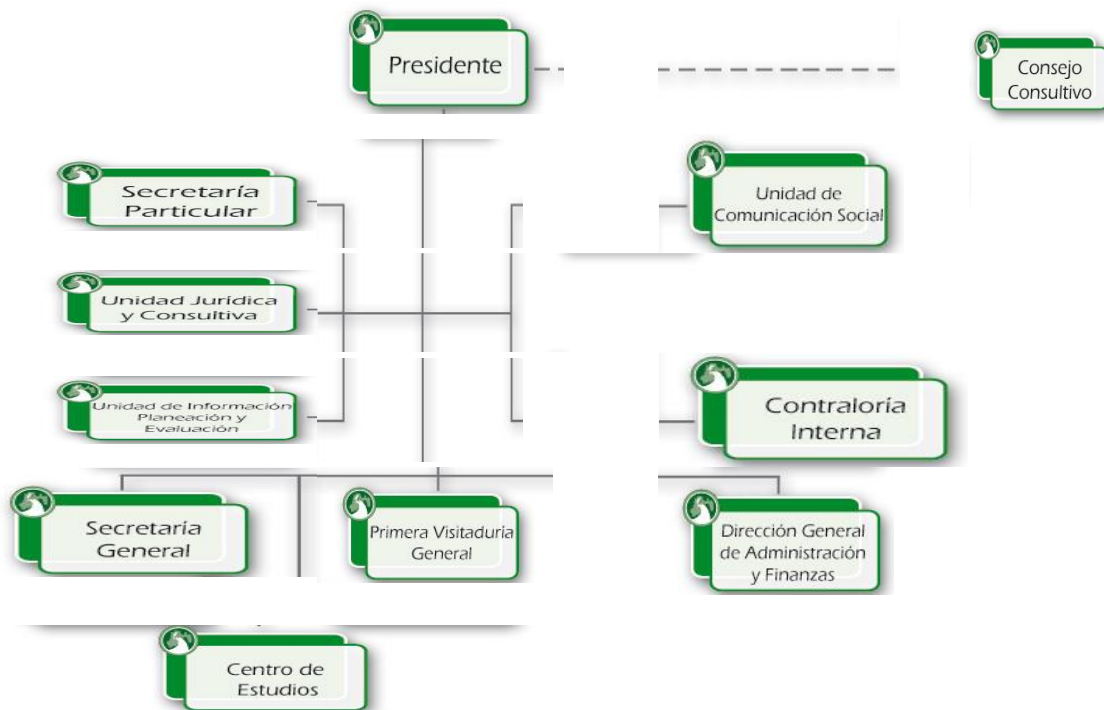 Presidente
Consejo
Consultivo
Secretaría
Particular
Unidad de
Comunicación Social
Unidad Jurídica
y Consultiva
Unidad de Información
Planeación y
Evaluación
Contraloría
Interna
Secretaría
General
Primera Visitaduría
General
Dirección General
de Administración
y Finanzas
Centro de
Estudios